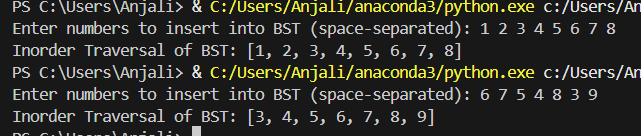 PS C:\Users\Anjali> & C:/Users/Anjali/anaconda3/python.exe c:/Users/An
Enter numbers to insert into BST (space-separated): 1 2 3 4 5 6 7 8
Inorder Traversal of BST: [1, 2, 3, 4, 5, 6, 7, 8]
PS C:\Users\Anjali> & C:/Users/Anjali/anaconda3/python.exe c:/Users/An
Enter numbers to insert into BST (space-separated): 6 7 5 4 8 3 9
Inorder Traversal of BST: [3, 4, 5, 6, 7, 8, 9]
PS C:\Users\Anjali>